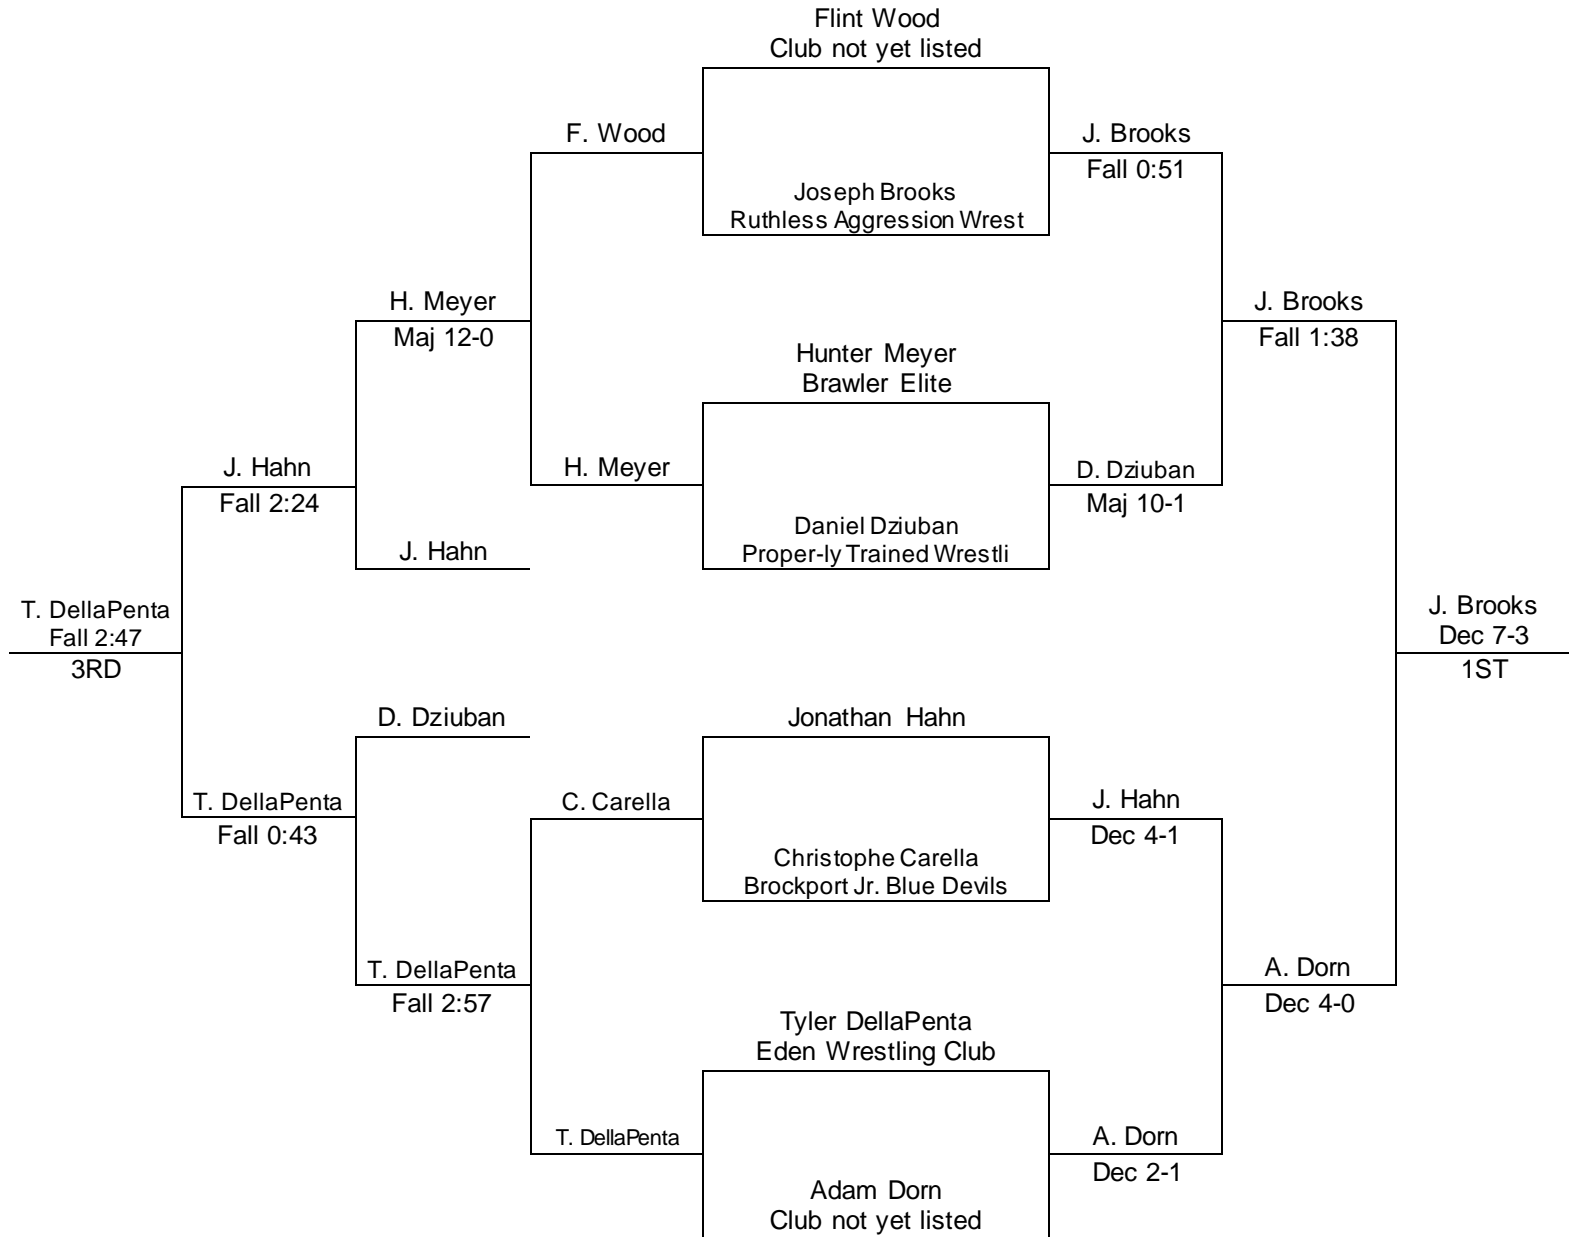 Flint Wood
Club not yet listed
F. Wood
J. Brooks
Fall 0:51
Joseph Brooks
Ruthless Aggression Wrest
H. Meyer
Maj 12-0
J. Brooks
Fall 1:38
Hunter Meyer
Brawler Elite
J. Hahn
Fall 2:24
H. Meyer
D. Dziuban
Maj 10-1
Daniel Dziuban
Proper-ly Trained Wrestli
J. Hahn
T. DellaPenta
Fall 2:47
3RD
J. Brooks
Dec 7-3
1ST
D. Dziuban
Jonathan Hahn
T. DellaPenta
Fall 0:43
C. Carella
J. Hahn
Dec 4-1
Christophe Carella
Brockport Jr. Blue Devils
T. DellaPenta
Fall 2:57
A. Dorn
Dec 4-0
Tyler DellaPenta
Eden Wrestling Club
T. DellaPenta
A. Dorn
Dec 2-1
Adam Dorn
Club not yet listed